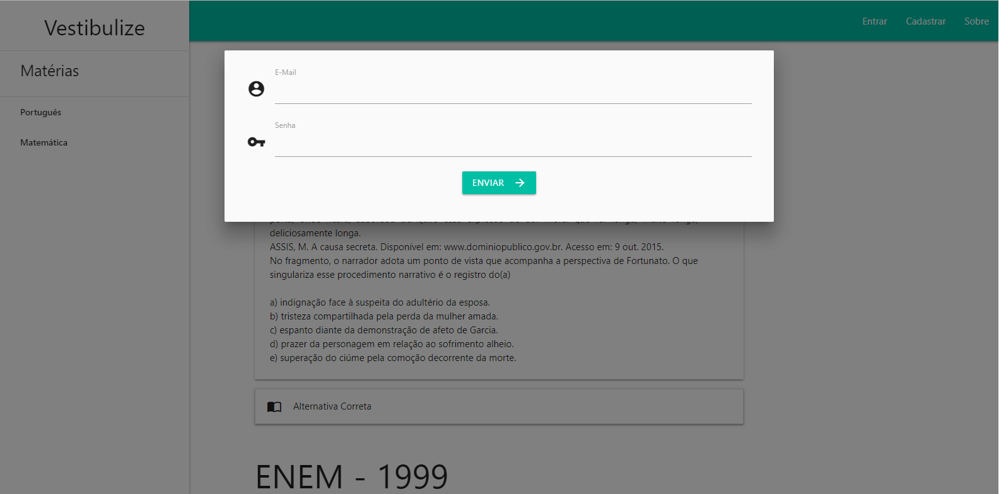 Vestibulize
Entrar Cadastrar Sobre
Matérias
Português
Matemática
E-Mail
Senha
ENVIAR
deliciosamente longa.
ASSIS, M. A causa secreta. Disponível em: www.dominiopublico.gov.br. Acesso em: 9 out. 2015.
No fragmento, o narrador adota um ponto de vista que acompanha a perspectiva de Fortunato. O que
singulariza esse procedimento narrativo é o registro do(a)
a) indignação face à suspeita do adultério da esposa.
b) tristeza compartilhada pela perda da mulher amada.
c) espanto diante da demonstração de afeto de Garcia.
d) prazer da personagem em relação ao sofrimento alheio.
e) superação do ciúme pela comoção decorrente da morte.
Alternativa Correta
ENEM - 1999